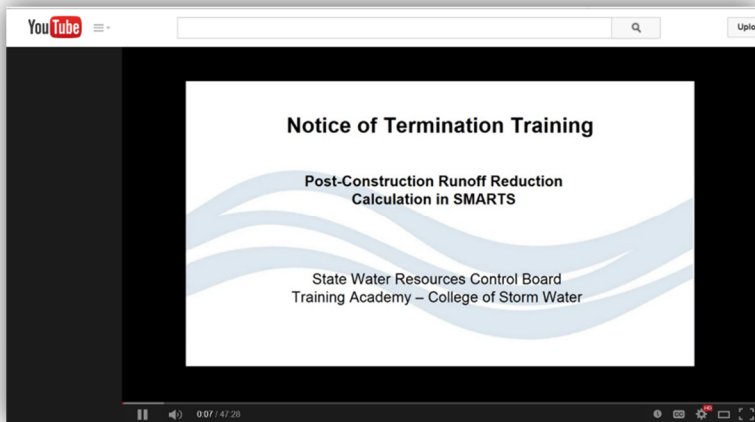 YouTube
Uplo
Notice of Termination Training
Post-Construction Runoff Reduction
Calculation in SMARTS
State Water Resources Control Board
Training Academy – College of Storm Water
0:07 / 47:28
CC
HD